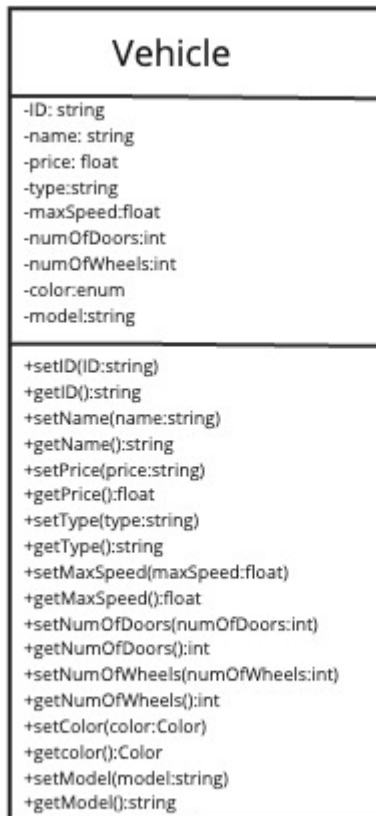 Vehicle
-ID: string
-name: string
-price: float
-type:string
-maxSpeed:float
-numOfDoors:int
-numOfWheels:int
-color:enum
-model:string
+setID(ID:string)
+getID():string
+setName(name:string)
+getName():string
+setPrice(price:string)
+getPrice():float
+setType(type:string)
+getType():string
+setMaxSpeed(maxSpeed:float)
+getMaxSpeed():float
+setNumOfDoors(numOfDoors:int)
+getNumOfDoors():int
+setNumOfWheels(numOfWheels:int)
+getNumOfWheels():int
+setColor(color:Color)
+getcolor():Color
+setModel(model:string)
+getModel():string